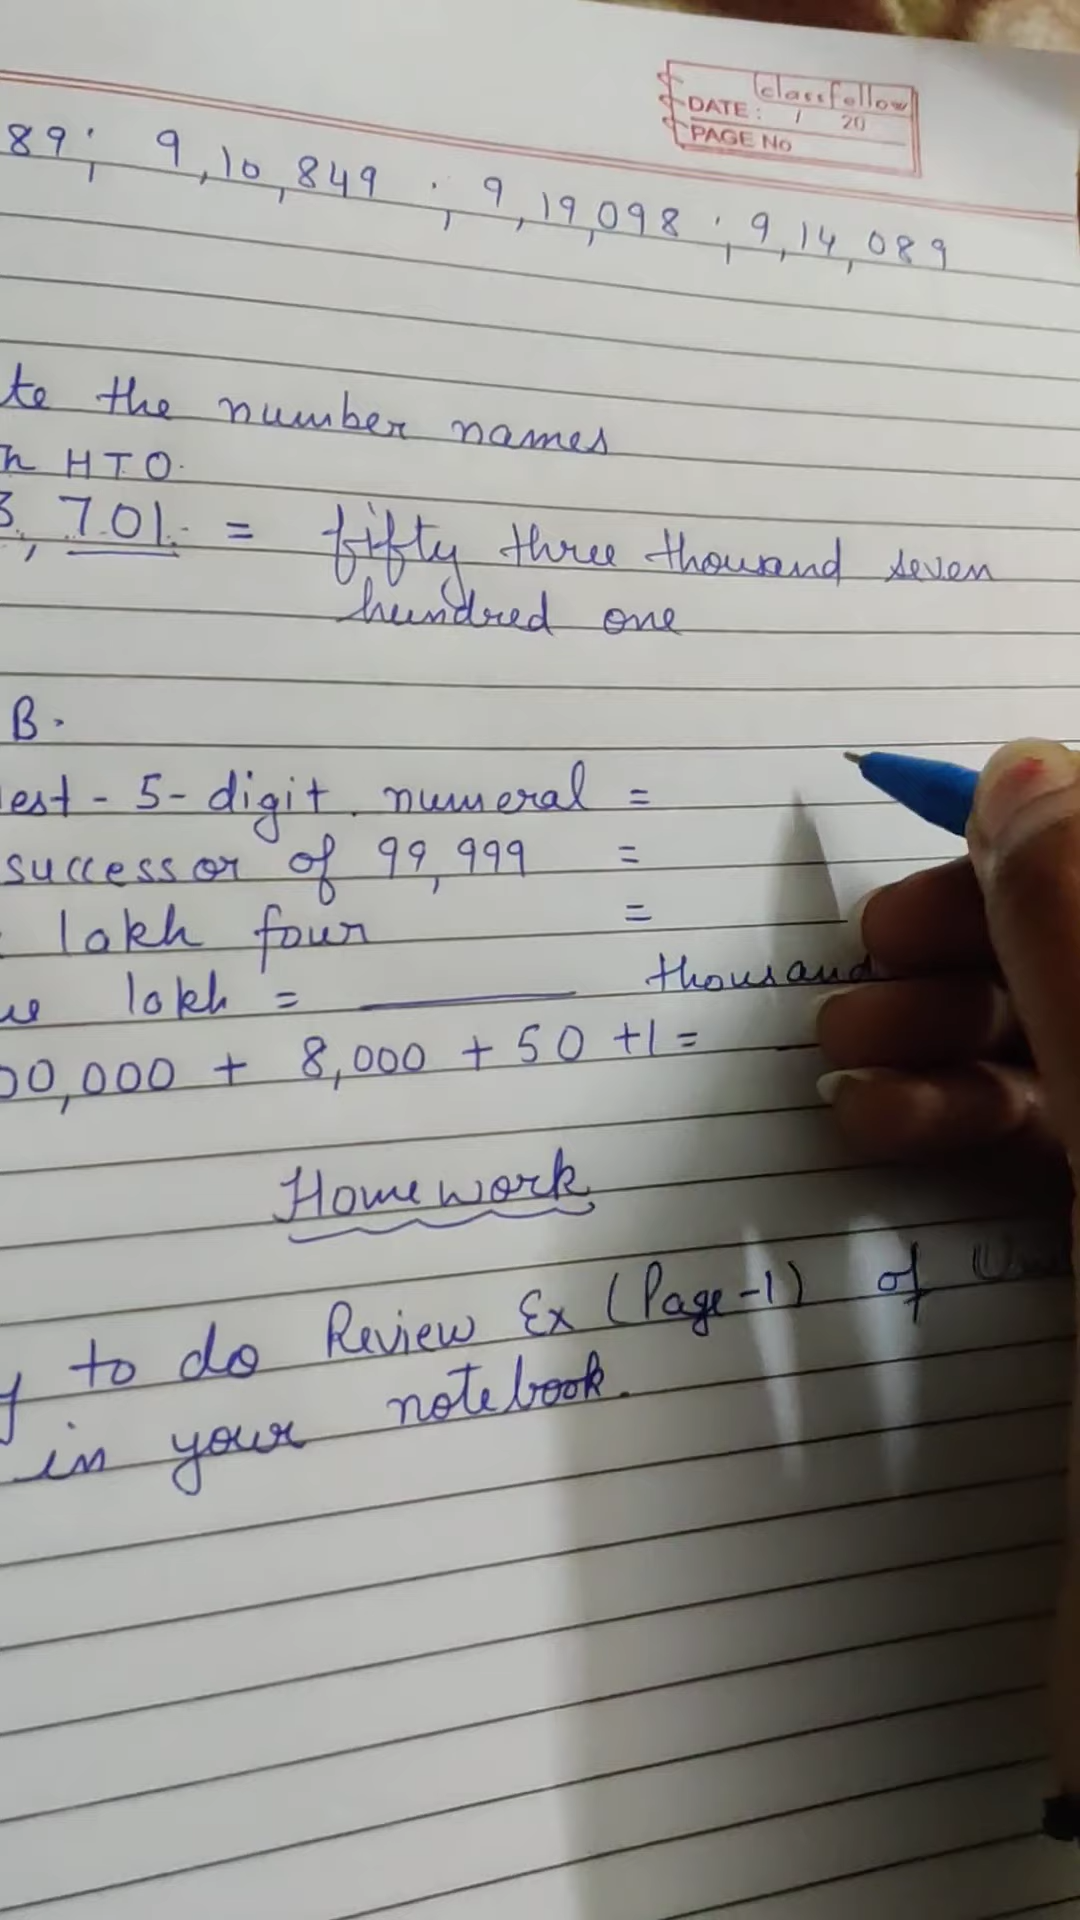 classfellow
DATE: / 20
PAGE No
89; 9,10,849 ; 9,19,098 ; 9,14,089
te the number names
h HTO.
3, 701. = fifty three thousand seven
hundred one
B.
est - 5 - digit numeral =
successor of 99,999 =
lakh four =
lakh = ______ thousand
00,000 + 8,000 + 50 + 1 =
Homework
y to do Review Ex (Page-1) of
in your notebook.